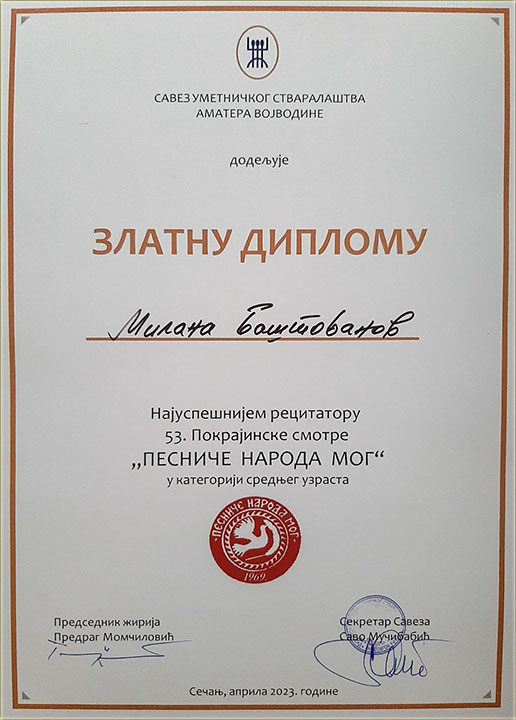 САВЕЗ УМЕТНИЧКОГ СТВАРАЛАШТВА
АМАТЕРА ВОЈВОДИНЕ
додељује
ЗЛАТНУ ДИПЛОМУ
Милана Боштованов
Најуспешнијем рецитатору
53. Покрајинске смотре
„ПЕСНИЧЕ НАРОДА МОГ“
у категорији средњег узраста
·ПЕСНИЧЕ НАРОДА МОГ·
1969
Председник жирија
Предраг Момчиловић
Секретар Савеза
Саво Мучибабић
Сечањ, априла 2023. године